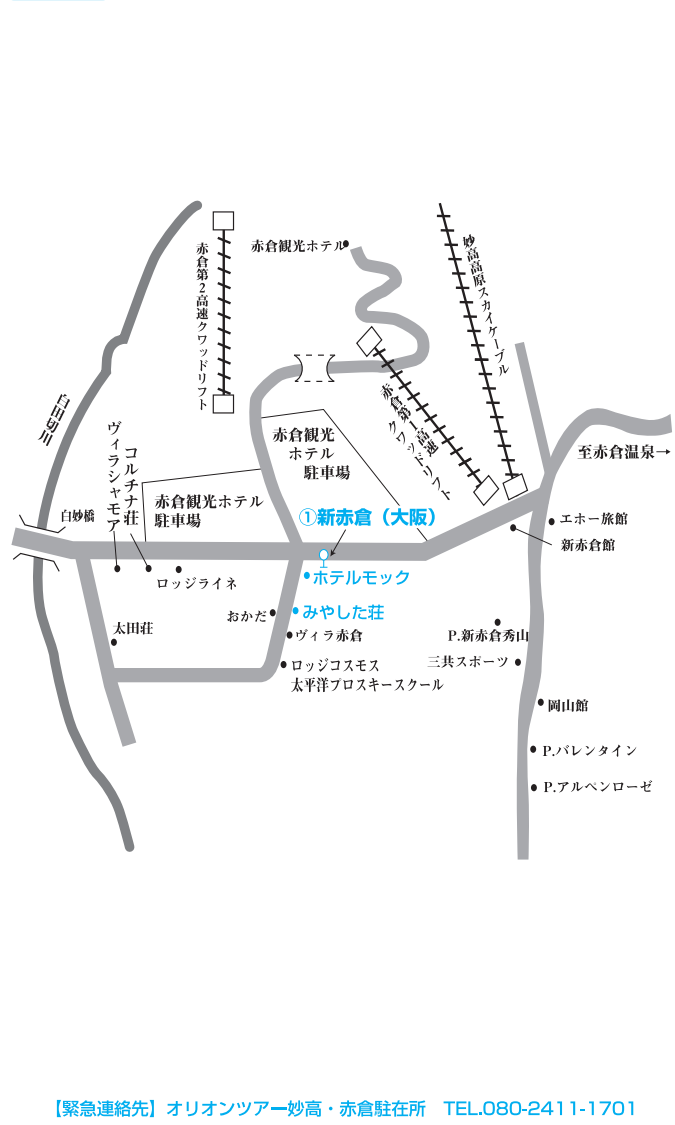 赤倉観光ホテル
赤倉第2高速クワッドリフト
妙高高原スカイケーブル
白田切川
赤倉第1高速
クワッドリフト
赤倉観光
ホテル
駐車場
至赤倉温泉→
コルチナ荘
ヴィラシャモア
赤倉観光ホテル
駐車場
白妙橋
①新赤倉（大阪）
エホー旅館
新赤倉館
ロッジライネ
ホテルモック
おかだ
みやした荘
太田荘
ヴィラ赤倉
P.新赤倉秀山
ロッジコスモス
太平洋プロスキースクール
三共スポーツ
岡山館
P.バレンタイン
P.アルペンローゼ
【緊急連絡先】オリオンツアー妙高・赤倉駐在所　TEL.080-2411-1701